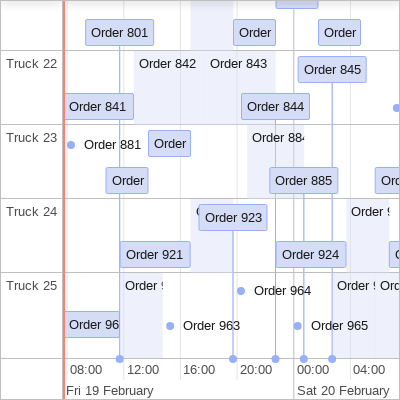 Order 801
Order
Order
Truck 22
Order 842
Order 843
Order 845
Order 841
Order 844
Truck 23
Order 881
Order
Order 884
Order
Order 885
Ord
Truck 24
Order 923
Order 9
Order 921
Order 924
Truck 25
Order 9
Order 964
Order 9
Ord
Order 96
Order 963
Order 965
08:00
12:00
16:00
20:00
00:00
04:00
Fri 19 February
Sat 20 February